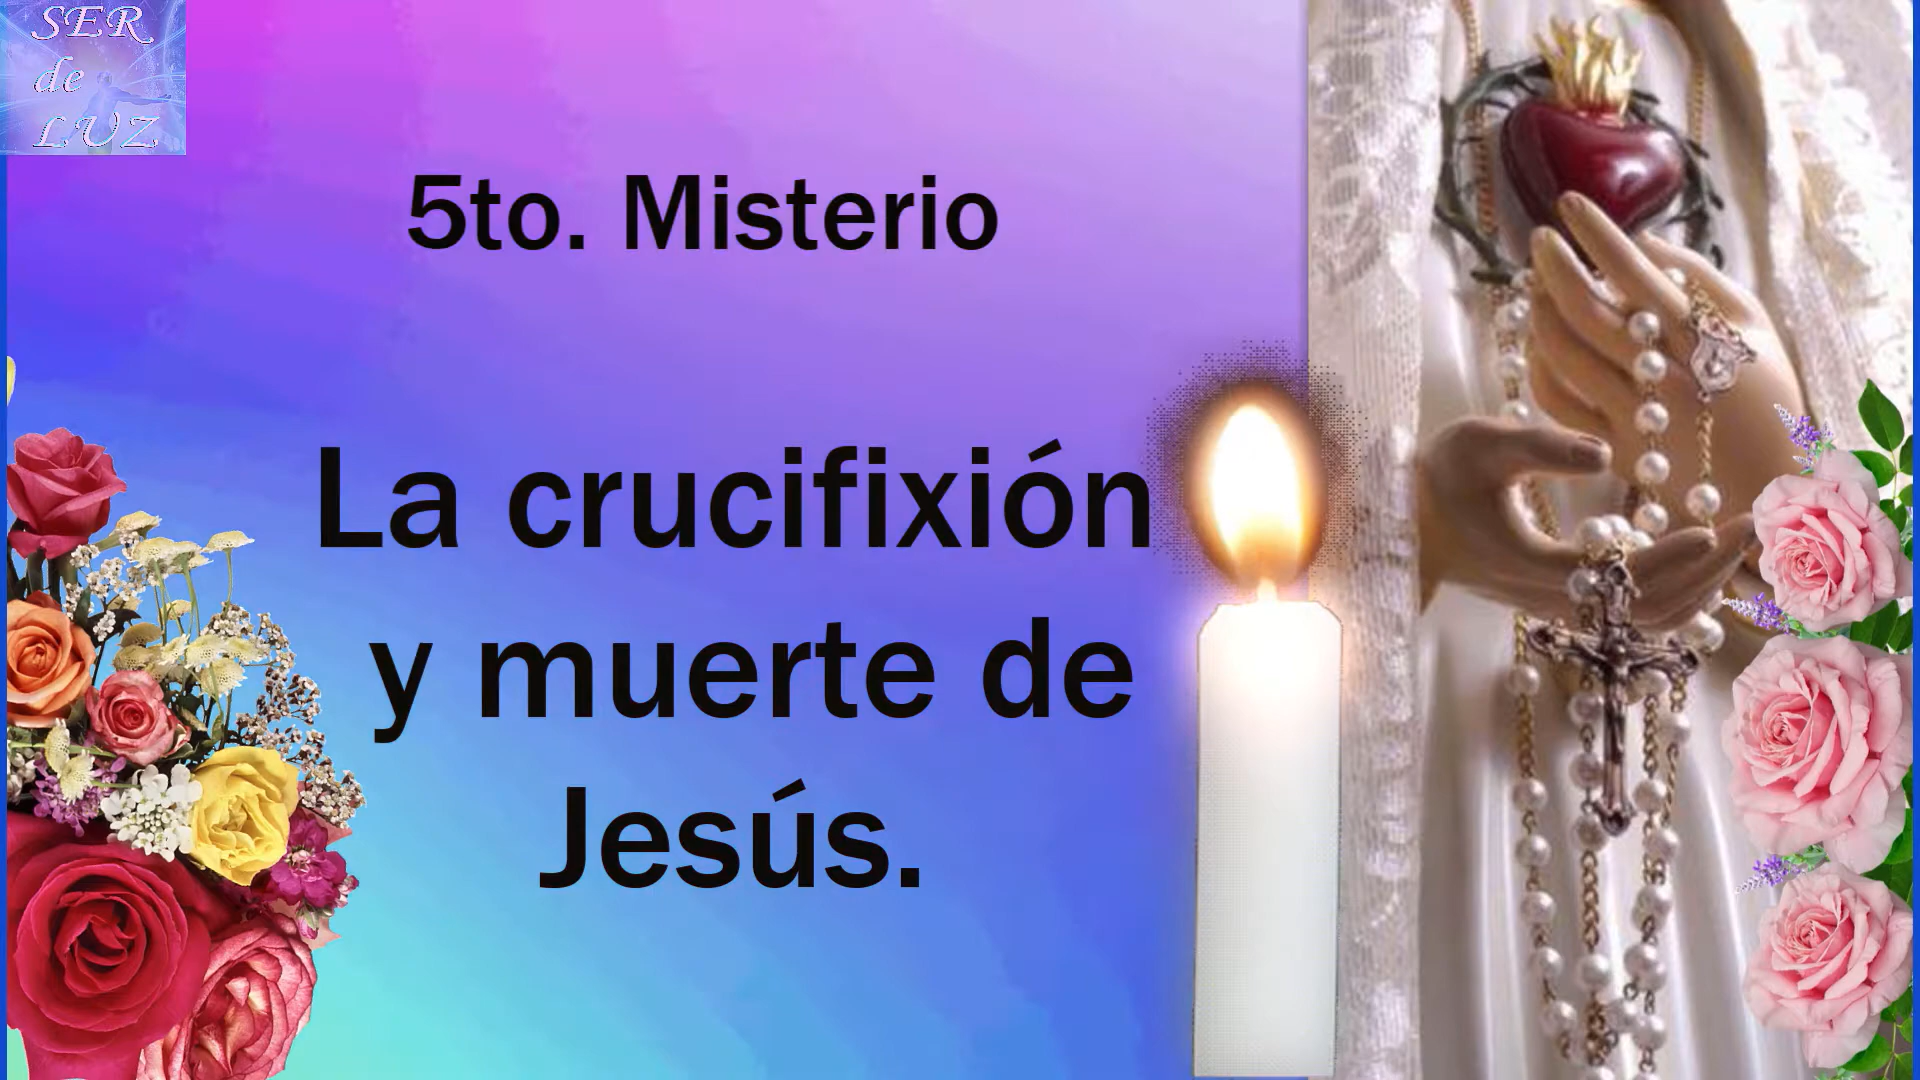 SER
de
LUZ
5to. Misterio
La crucifixión
y muerte de
Jesús.